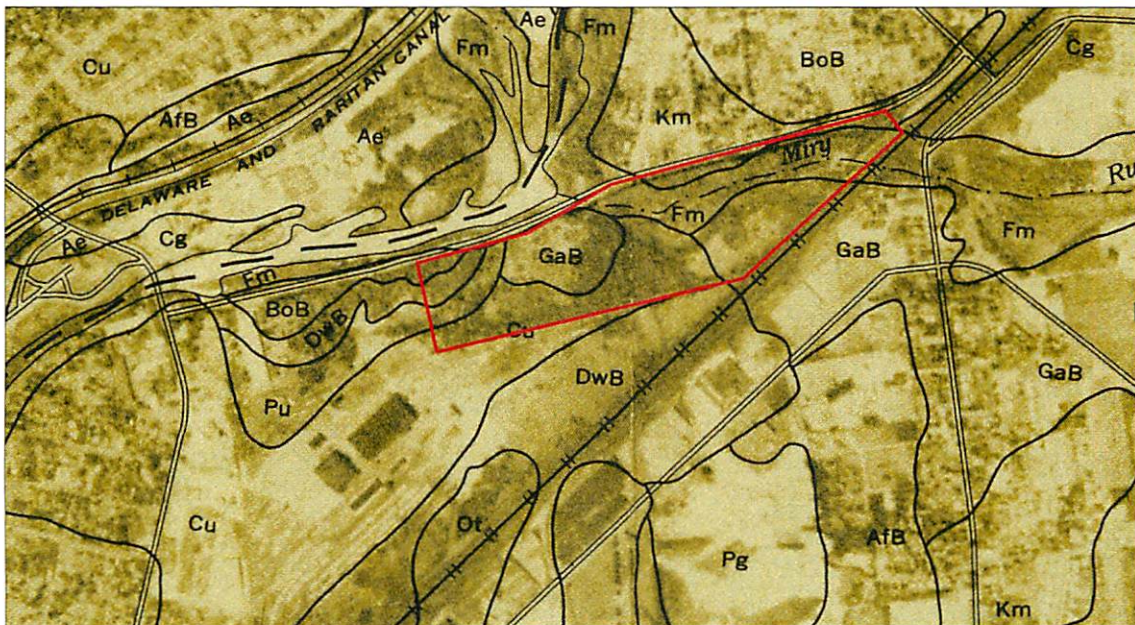 Cu
AfB
Ae
DELAWARE AND RARITAN CANAL
Ae
Fm
Ae
Fm
Km
BoB
Cg
Miry
Ru
Ae
Cg
Fm
BoB
DwB
GaB
Fm
GaB
Fm
Cu
DwB
GaB
Pu
Cu
Ot
Pg
AfB
Km